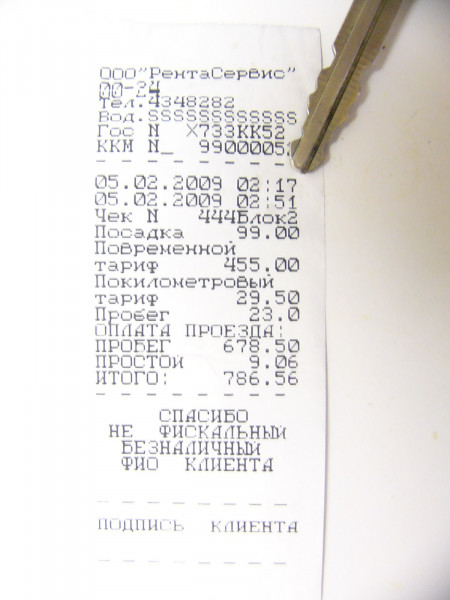 ООО"РентаСервис"
00-24
Тел.4348282
Вод.SSSSSSSSSSSSS
Гос N X733КК52
ККМ N_ 9900005
05.02.2009 02:17
05.02.2009 02:51
Чек N 444Блок2
Посадка 99.00
Повременной
тариф 455.00
Покилометровый
тариф 29.50
Пробег 23.0
ОПЛАТА ПРОЕЗДА:
ПРОБЕГ 678.50
ПРОСТОЙ 9.06
ИТОГО: 786.56
СПАСИБО
НЕ ФИСКАЛЬНЫЙ
БЕЗНАЛИЧНЫЙ
ФИО КЛИЕНТА
ПОДПИСЬ КЛИЕНТА